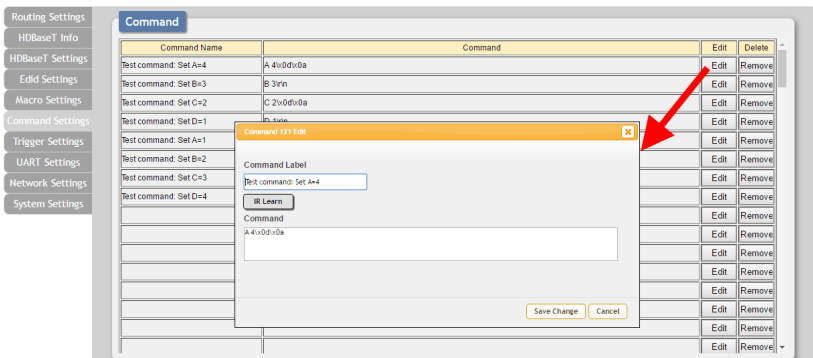 Routing Settings
HDBaseT Info
HDBaseT Settings
Edid Settings
Macro Settings
Command Settings
Trigger Settings
UART Settings
Network Settings
System Settings
Command
Command Name Command Edit Delete
Test command: Set A=4 A 4\x0d\x0a Edit Remove
Test command: Set B=3 B 3\r\n Edit Remove
Test command: Set C=2 C 2\x0d\x0a Edit Remove
Test command: Set D=1 D 1\r\n Edit Remove
Test command: Set A=1 Edit Remove
Test command: Set B=2 Edit Remove
Test command: Set C=3 Edit Remove
Test command: Set D=4 Edit Remove
Edit Remove
Edit Remove
Edit Remove
Edit Remove
Edit Remove
Edit Remove
Edit Remove
Edit Remove
Command 121 Edit
Command Label
Test command: Set A=4
IR Learn
Command
A 4\x0d\x0a
Save Change Cancel